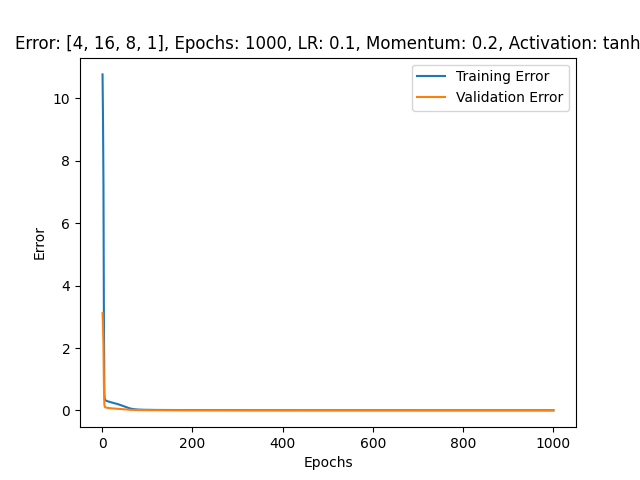 Error: [4, 16, 8, 1], Epochs: 1000, LR: 0.1, Momentum: 0.2, Activation: tanh
Training Error
Validation Error
10
8
6
4
2
0
Error
0 200 400 600 800 1000
Epochs